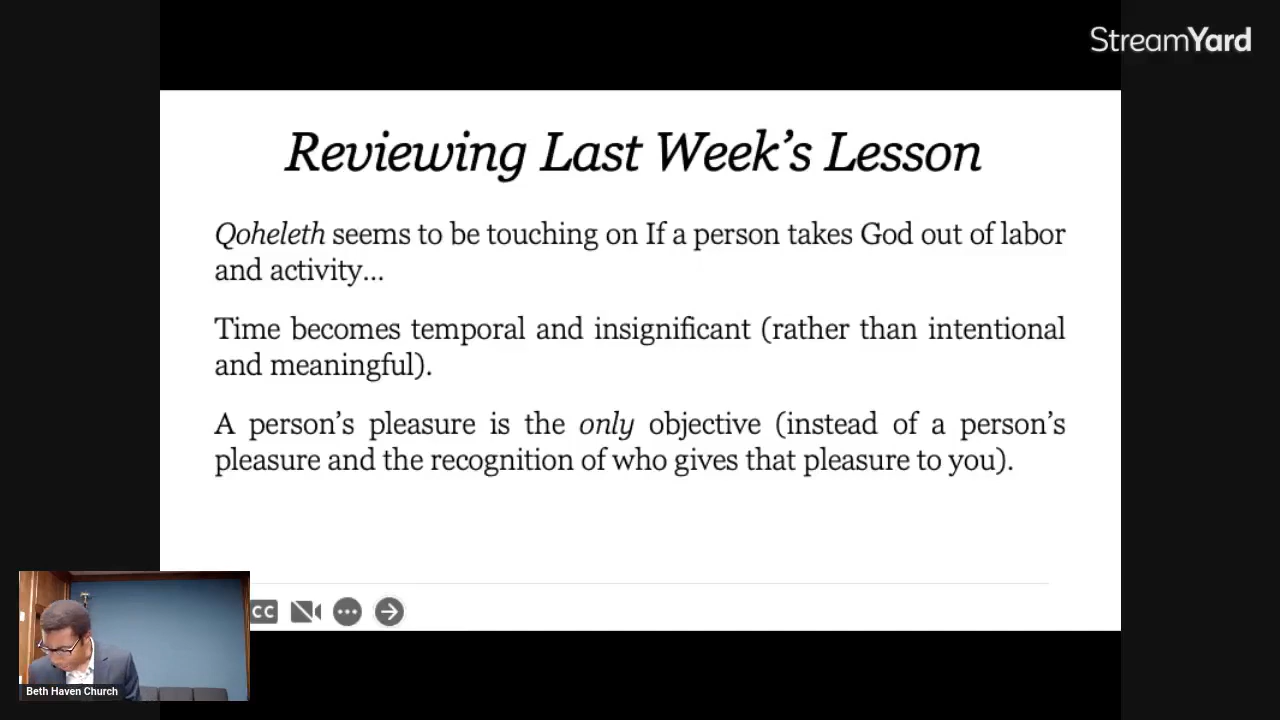 StreamYard
Reviewing Last Week’s Lesson
Qoheleth seems to be touching on If a person takes God out of labor
and activity...
Time becomes temporal and insignificant (rather than intentional
and meaningful).
A person’s pleasure is the only objective (instead of a person’s
pleasure and the recognition of who gives that pleasure to you).
CC
Beth Haven Church